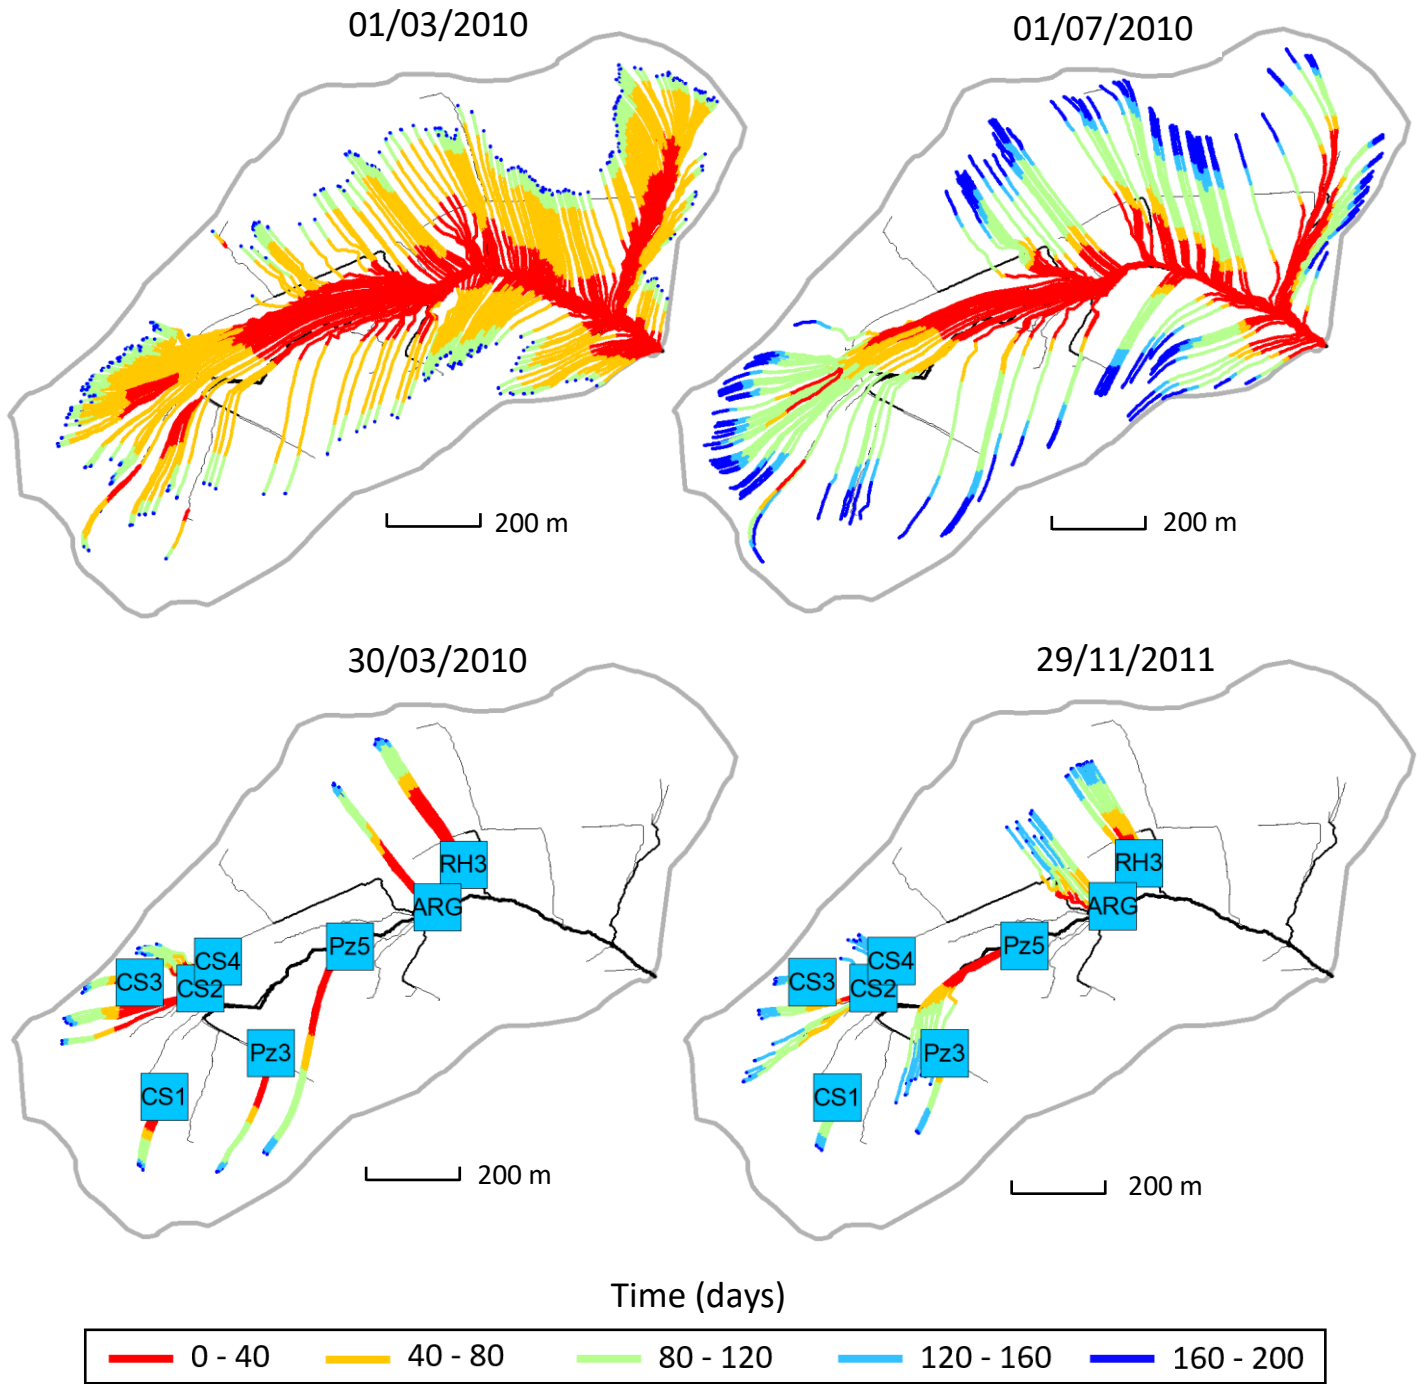 01/03/2010
01/07/2010
200 m
200 m
30/03/2010
29/11/2011
RH3
ARG
Pz5
CS4
CS3
CS2
Pz3
CS1
200 m
RH3
ARG
Pz5
CS4
CS3
CS2
Pz3
CS1
200 m
Time (days)
0 - 40
40 - 80
80 - 120
120 - 160
160 - 200